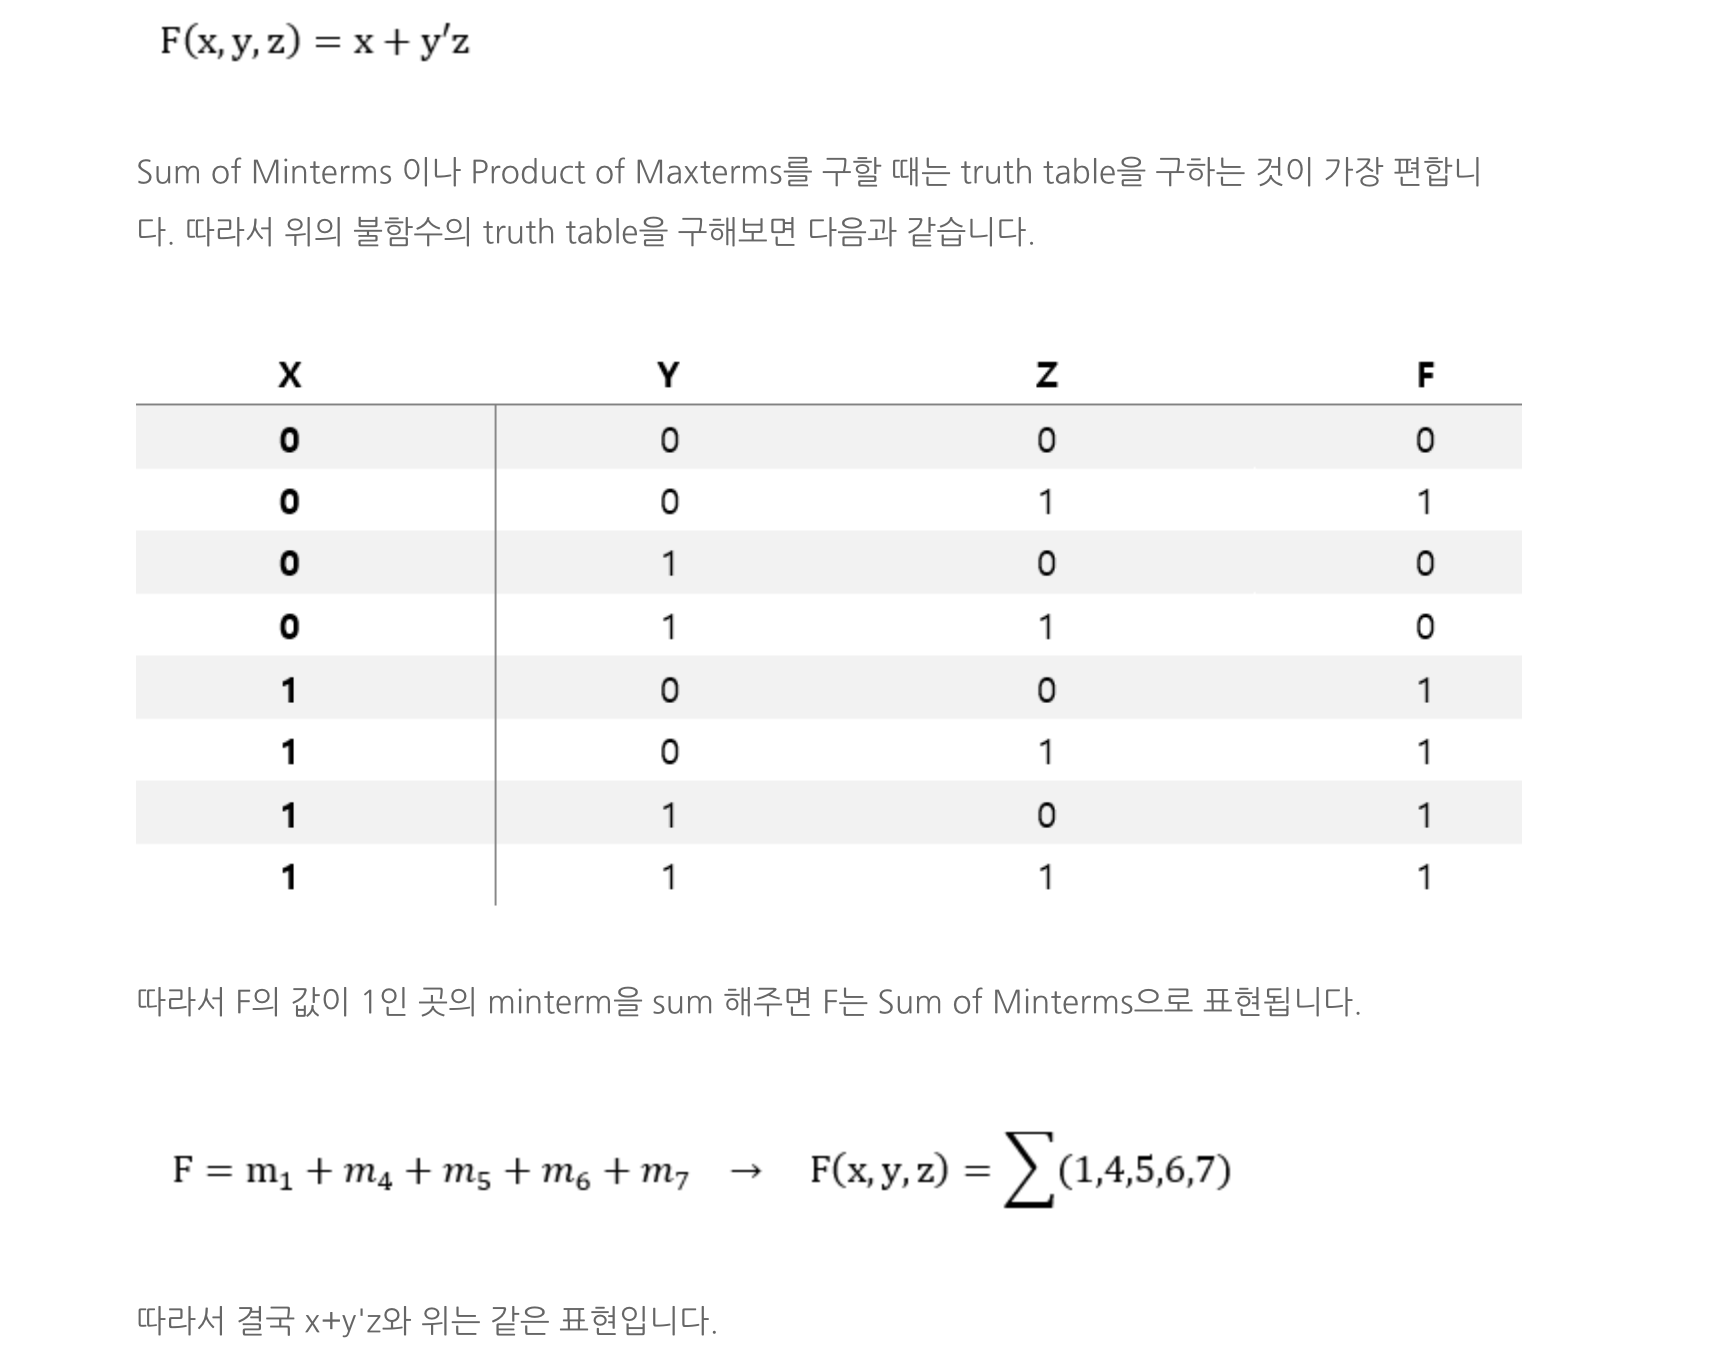 F(x, y, z) = x + y′z
Sum of Minterms 이나 Product of Maxterms를 구할 때는 truth table을 구하는 것이 가장 편합니
다. 따라서 위의 불함수의 truth table을 구해보면 다음과 같습니다.
X Y Z F
0 0 0 0
0 0 1 1
0 1 0 0
0 1 1 0
1 0 0 1
1 0 1 1
1 1 0 1
1 1 1 1
따라서 F의 값이 1인 곳의 minterm을 sum 해주면 F는 Sum of Minterms으로 표현됩니다.
F = m₁ + m₄ + m₅ + m₆ + m₇ → F(x, y, z) = ∑(1,4,5,6,7)
따라서 결국 x+y'z와 위는 같은 표현입니다.